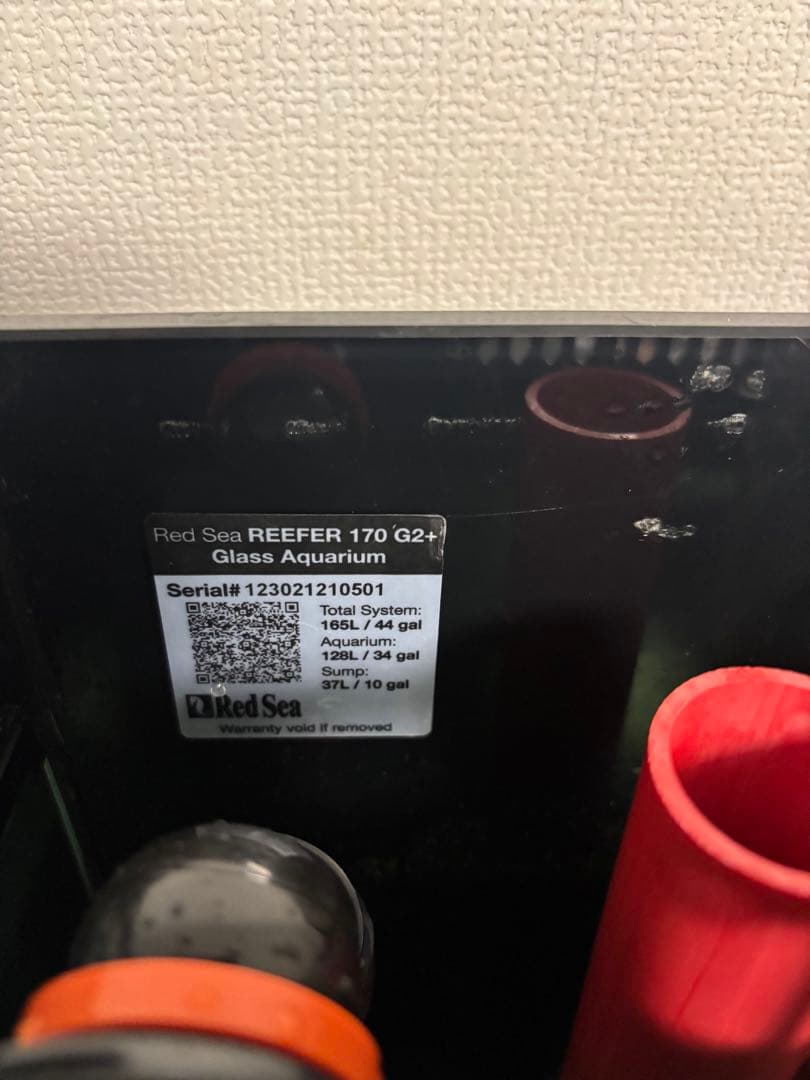 Red Sea REEFER 170 G2+
Glass Aquarium
Serial# 123021210501
Total System:
165L / 44 gal
Aquarium:
128L / 34 gal
Sump:
37L / 10 gal
Red Sea
Warranty void if removed